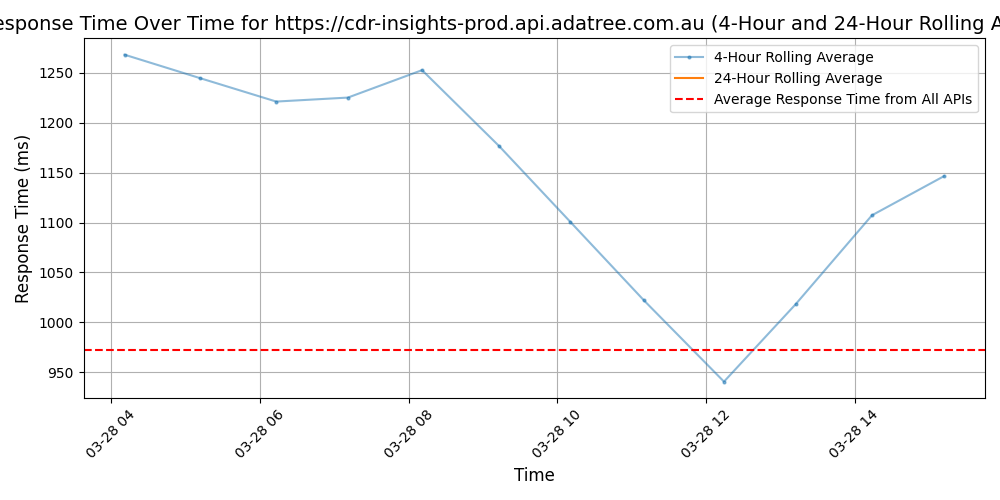 esponse Time Over Time for https://cdr-insights-prod.api.adatree.com.au (4-Hour and 24-Hour Rolling A
4-Hour Rolling Average
24-Hour Rolling Average
Average Response Time from All APIs
Response Time (ms)
1250
1200
1150
1100
1050
1000
950
03-28 04
03-28 06
03-28 08
03-28 10
03-28 12
03-28 14
Time